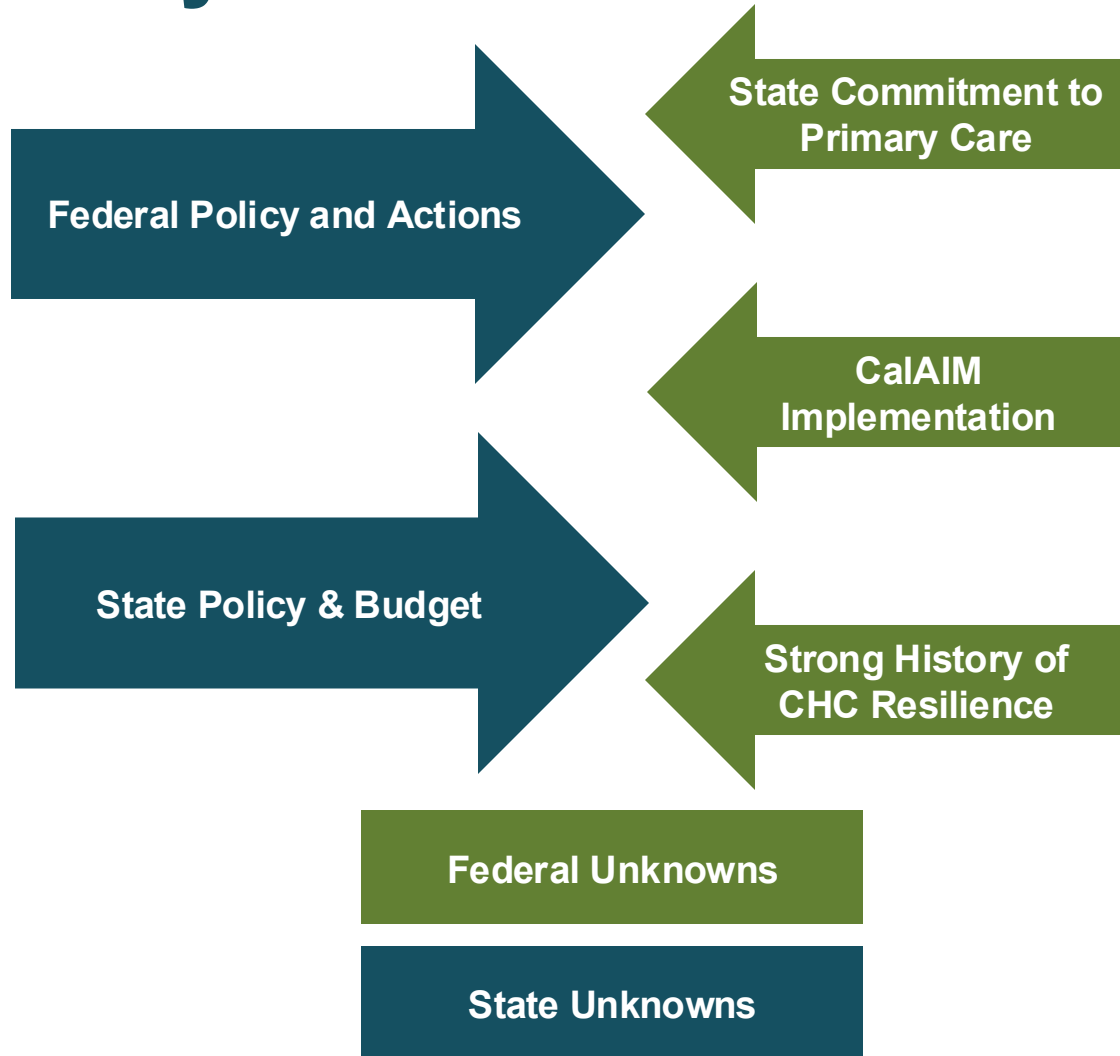 Federal Policy and Actions
State Policy & Budget
State Commitment to
Primary Care
CalAIM
Implementation
Strong History of
CHC Resilience
Federal Unknowns
State Unknowns